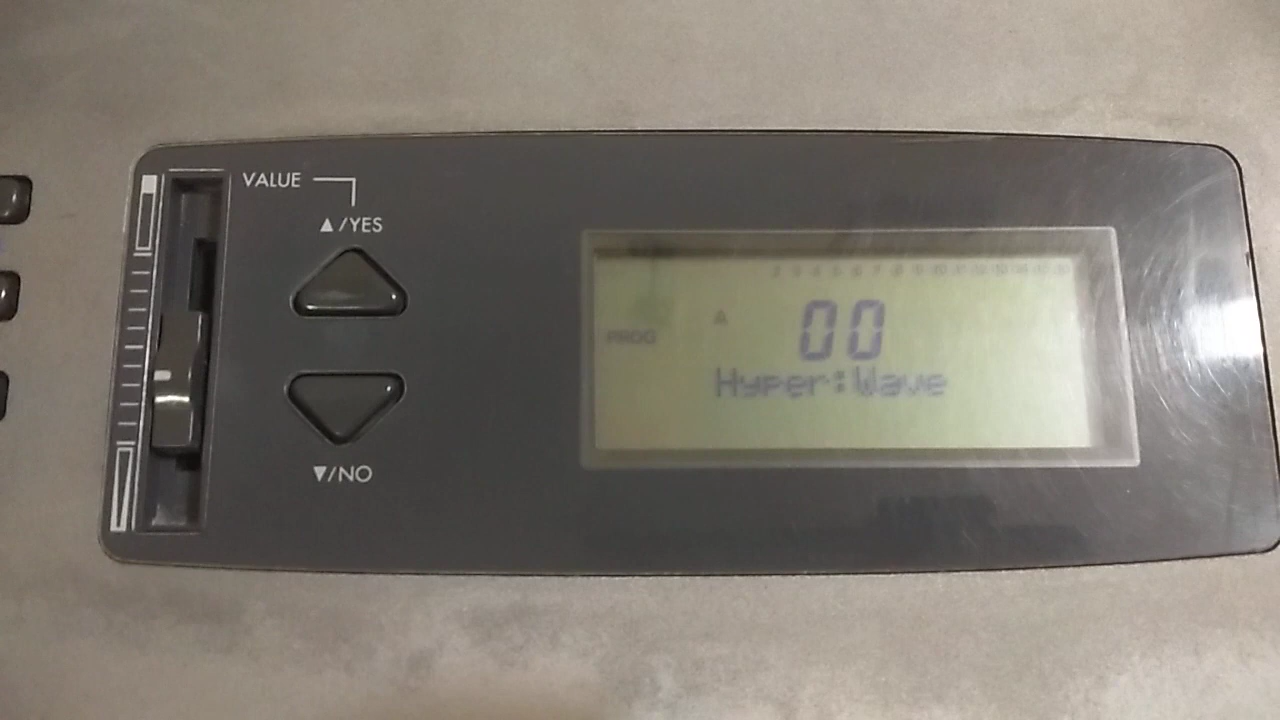 VALUE
▲/YES
▼/NO
PROG
00
Hyper:Wave